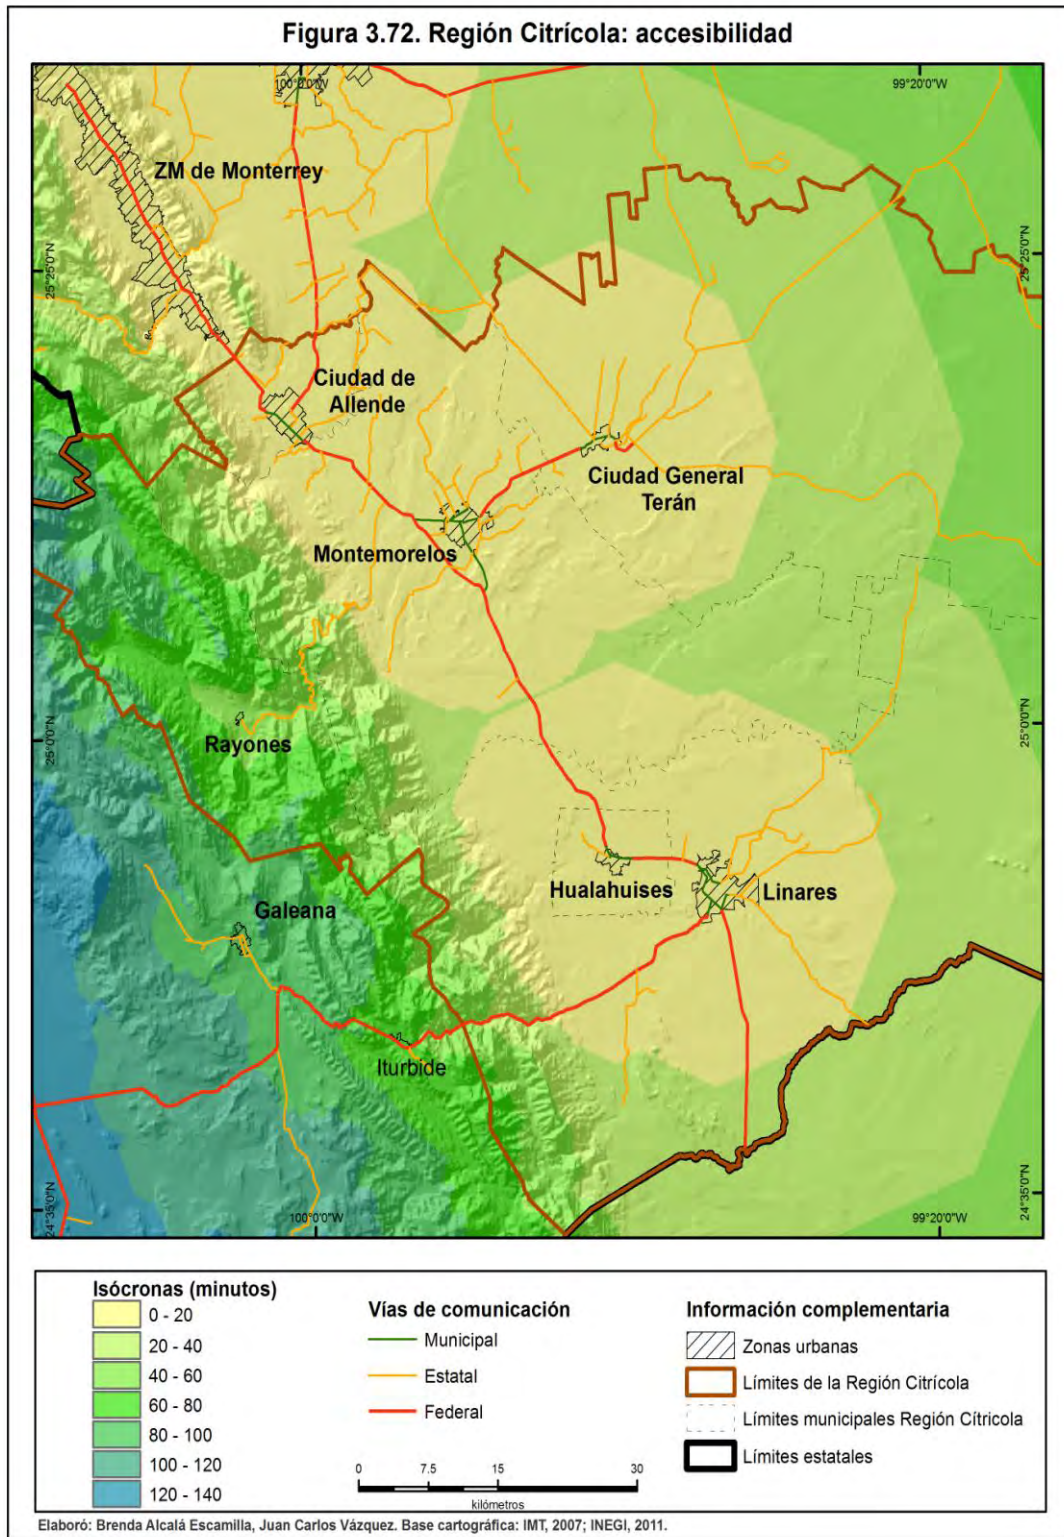 Figura 3.72. Región Citrícola: accesibilidad
100°0'0"W
99°20'0"W
ZM de Monterrey
25°25'0"N
25°25'0"N
Ciudad de
Allende
Ciudad General
Terán
Montemorelos
25°0'0"N
25°0'0"N
Rayones
Hualahuises
Linares
Galeana
Iturbide
24°35'0"N
24°35'0"N
100°0'0"W
99°20'0"W
Isócronas (minutos)
0 - 20
20 - 40
40 - 60
60 - 80
80 - 100
100 - 120
120 - 140
Vías de comunicación
Municipal
Estatal
Federal
0 7.5 15 30
kilómetros
Información complementaria
Zonas urbanas
Límites de la Región Citrícola
Límites municipales Región Cítricola
Límites estatales
Elaboró: Brenda Alcalá Escamilla, Juan Carlos Vázquez. Base cartográfica: IMT, 2007; INEGI, 2011.